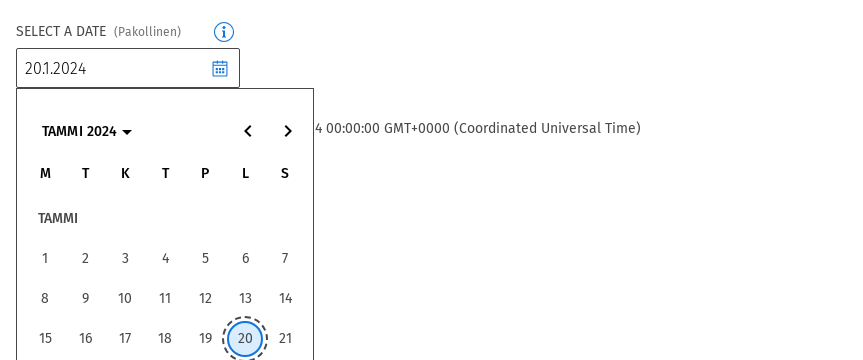 SELECT A DATE (Pakollinen)
20.1.2024
TAMMI 2024
4 00:00:00 GMT+0000 (Coordinated Universal Time)
M T K T P L S
TAMMI
1 2 3 4 5 6 7
8 9 10 11 12 13 14
15 16 17 18 19 20 21